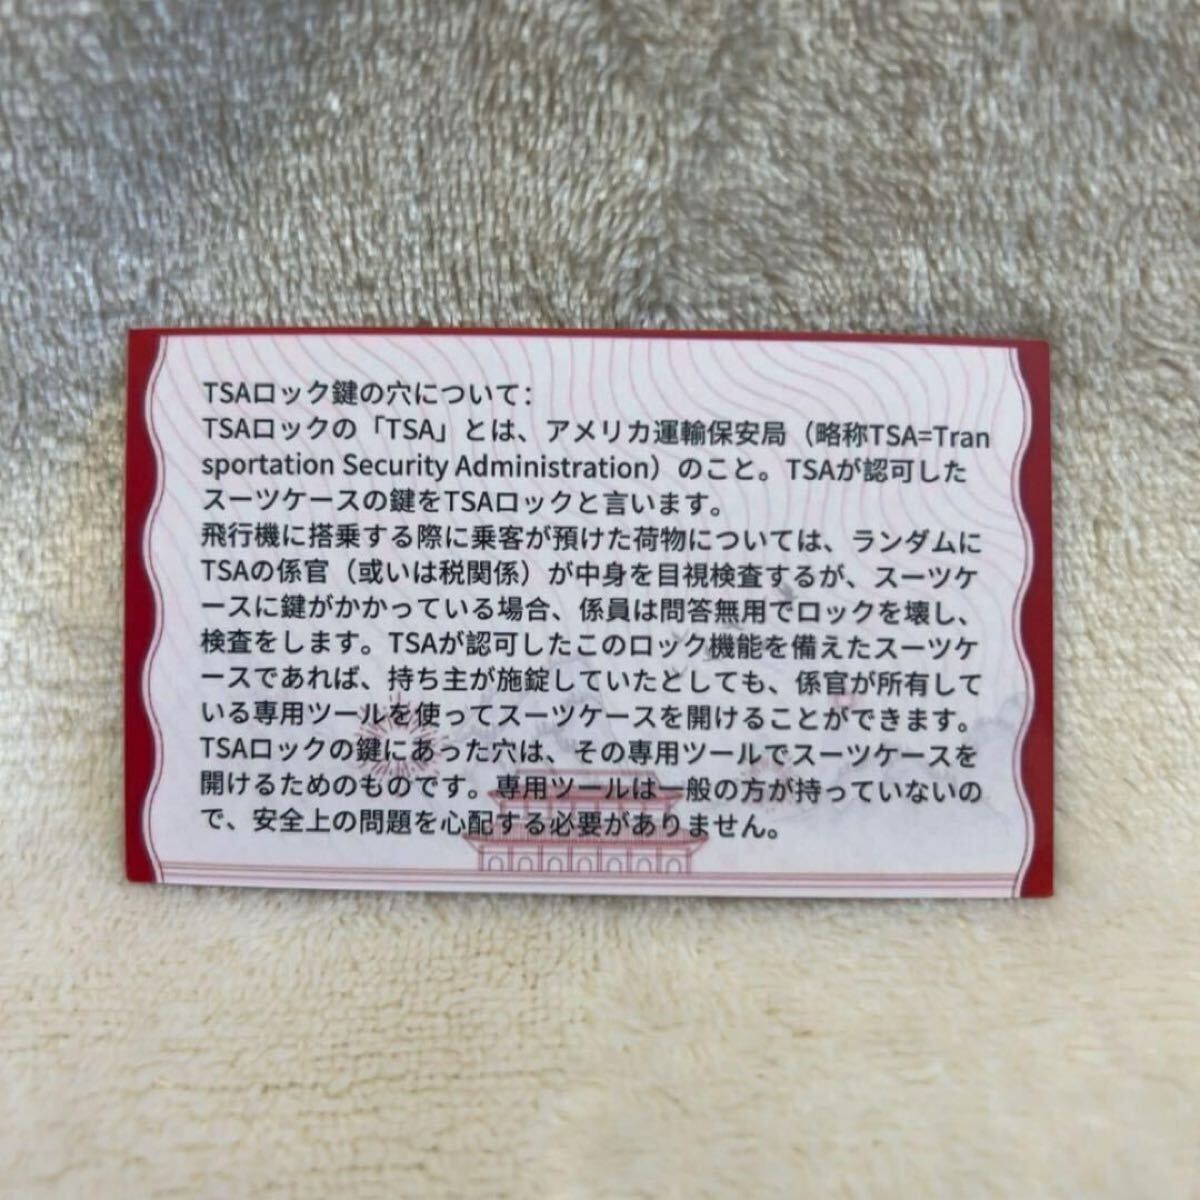 TSAロック鍵の穴について:
TSAロックの「TSA」とは、アメリカ運輸保安局（略称TSA=Tran
sportation Security Administration）のこと。TSAが認可した
スーツケースの鍵をTSAロックと言います。
飛行機に搭乗する際に乗客が預けた荷物については、ランダムに
TSAの係官（或いは税関係）が中身を目視検査するが、スーツケ
ースに鍵がかかっている場合、係員は問答無用でロックを壊し、
検査をします。TSAが認可したこのロック機能を備えたスーツケ
ースであれば、持ち主が施錠していたとしても、係官が所有して
いる専用ツールを使ってスーツケースを開けることができます。
TSAロックの鍵にあった穴は、その専用ツールでスーツケースを
開けるためのものです。専用ツールは一般の方が持っていないの
で、安全上の問題を心配する必要がありません。